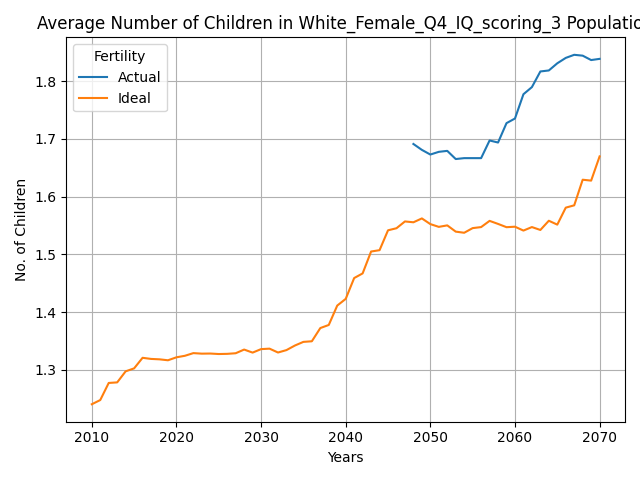 Average Number of Children in White_Female_Q4_IQ_scoring_3 Populatio
Fertility
Actual
Ideal
No. of Children
1.8
1.7
1.6
1.5
1.4
1.3
2010 2020 2030 2040 2050 2060 2070
Years